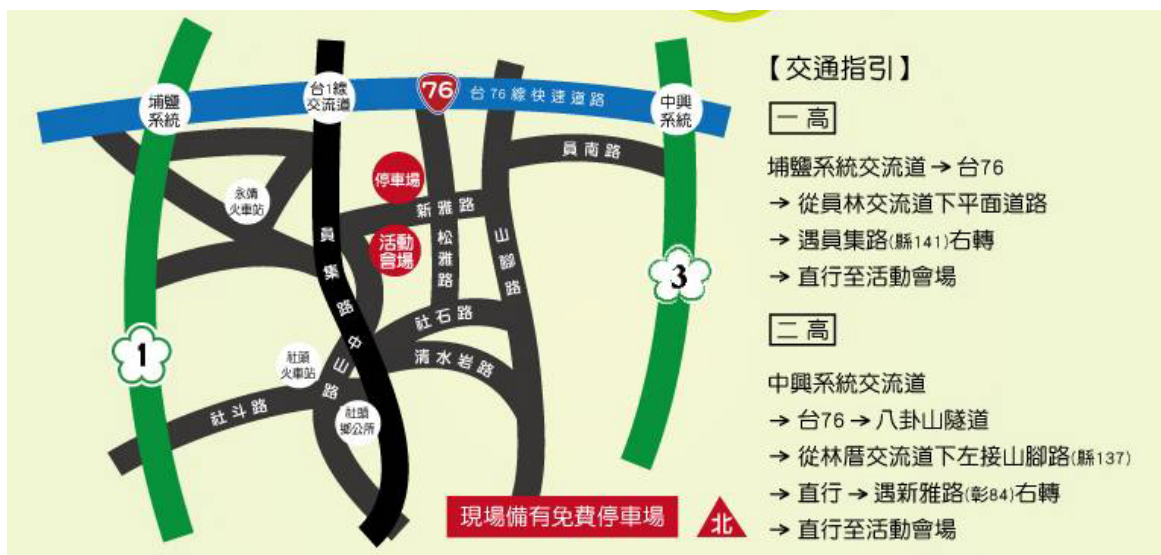 埔鹽
系統
台1線
交流道
76
台76線快速道路
中興
系統
員南路
停車場
永靖
火車站
新雅路
活動
會場
員集路
松雅路
山腳路
3
1
社石路
中山路
清水岩路
社頭
火車站
社斗路
社頭
鄉公所
現場備有免費停車場
北
【交通指引】
一高
埔鹽系統交流道→台76
→從員林交流道下平面道路
→遇員集路(縣141)右轉
→直行至活動會場
二高
中興系統交流道
→台76→八卦山隧道
→從林厝交流道下左接山腳路(縣137)
→直行→遇新雅路(彰84)右轉
→直行至活動會場